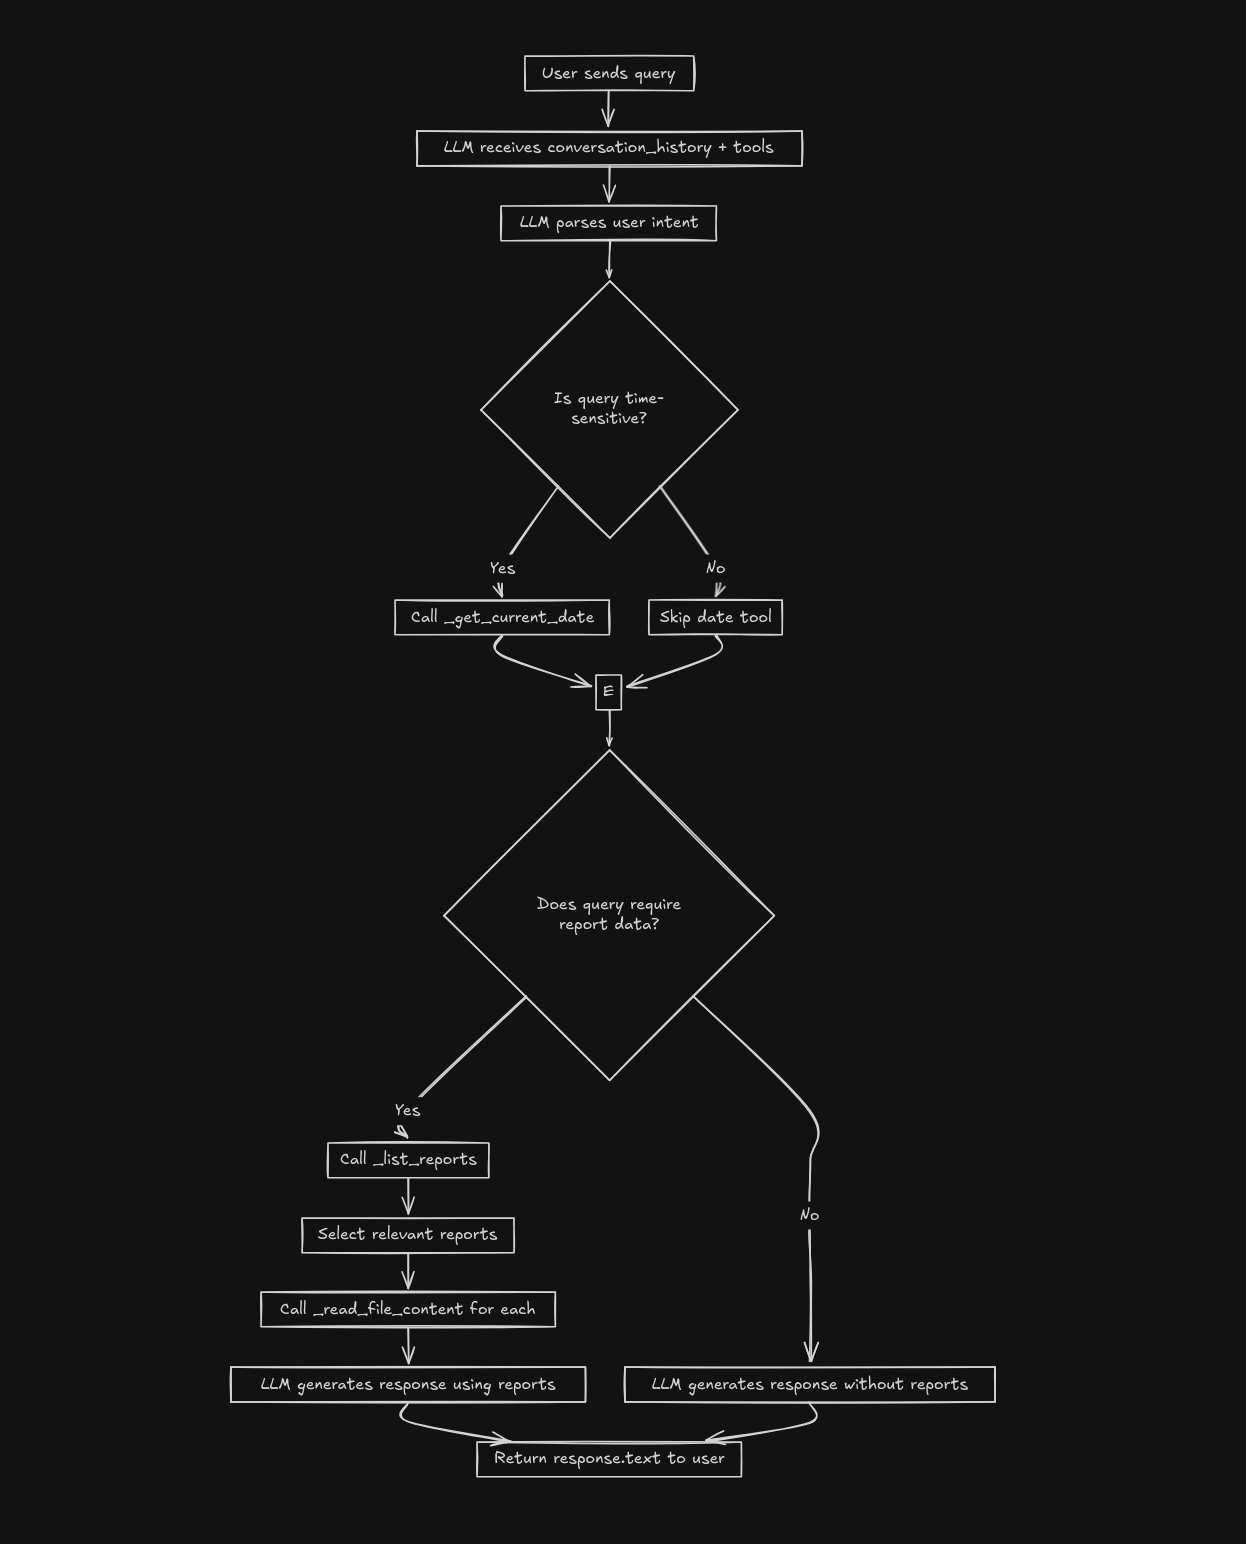 User sends query
LLM receives conversation_history + tools
LLM parses user intent
Is query time-
sensitive?
Yes
No
Call _get_current_date
Skip date tool
E
Does query require
report data?
Yes
Call _list_reports
No
Select relevant reports
Call _read_file_content for each
LLM generates response using reports
LLM generates response without reports
Return response.text to user